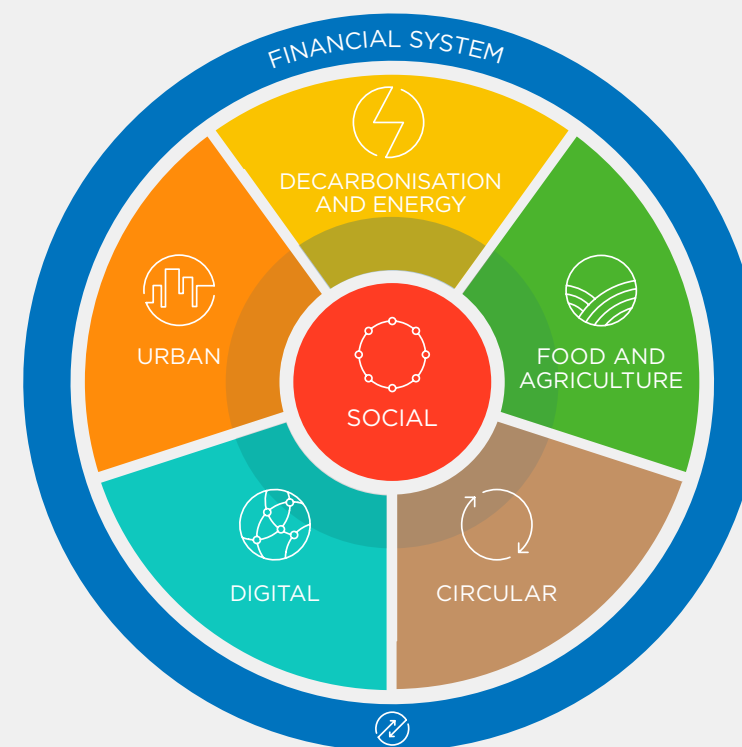 FINANCIAL SYSTEM
DECARBONISATION
AND ENERGY
URBAN
FOOD AND
AGRICULTURE
SOCIAL
DIGITAL
CIRCULAR